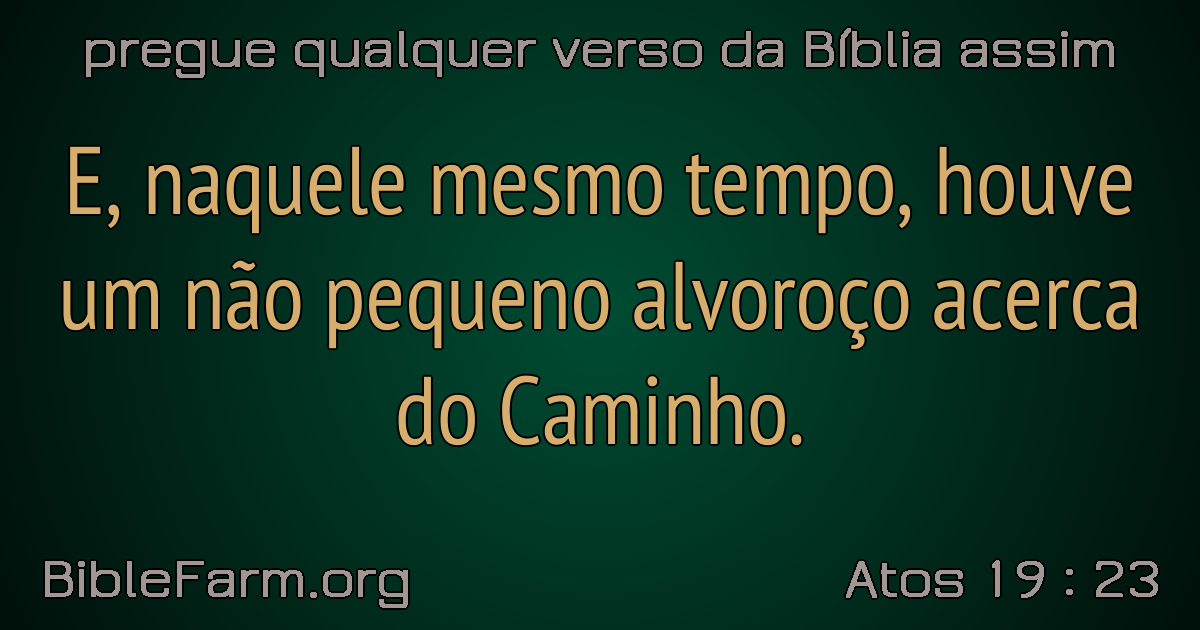 pregue qualquer verso da Bíblia assim
E, naquele mesmo tempo, houve
um não pequeno alvoroço acerca
do Caminho.
BibleFarm.org
Atos 19 : 23